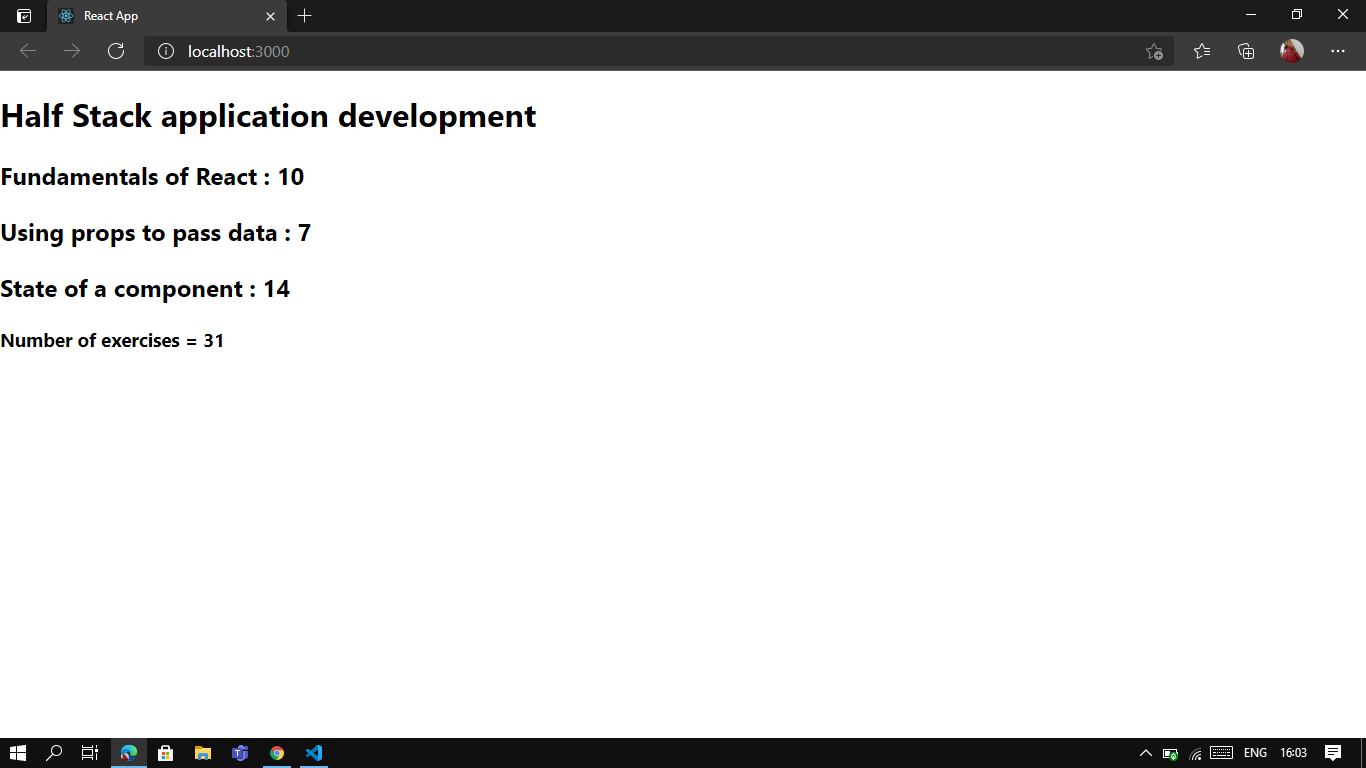 React App
localhost:3000
Half Stack application development
Fundamentals of React : 10
Using props to pass data : 7
State of a component : 14
Number of exercises = 31
ENG 16:03